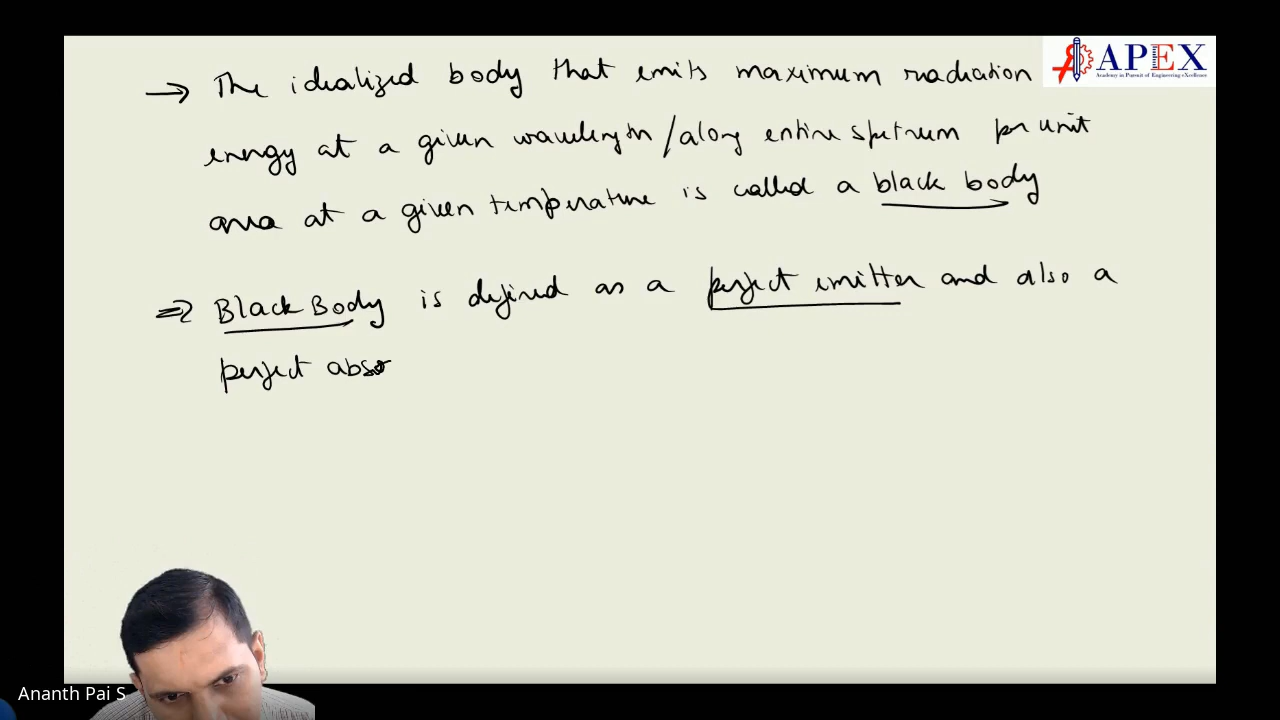 → The idealized body that emits maximum radiation
energy at a given wavelength/along entire spetrum per unit
area at a given temperature is called a black body
⇒ Black Body is defined as a perfect emitter and also a
perfect abso
APEX
Academy in Pursuit of Engineering eXcellence
Ananth Pai S